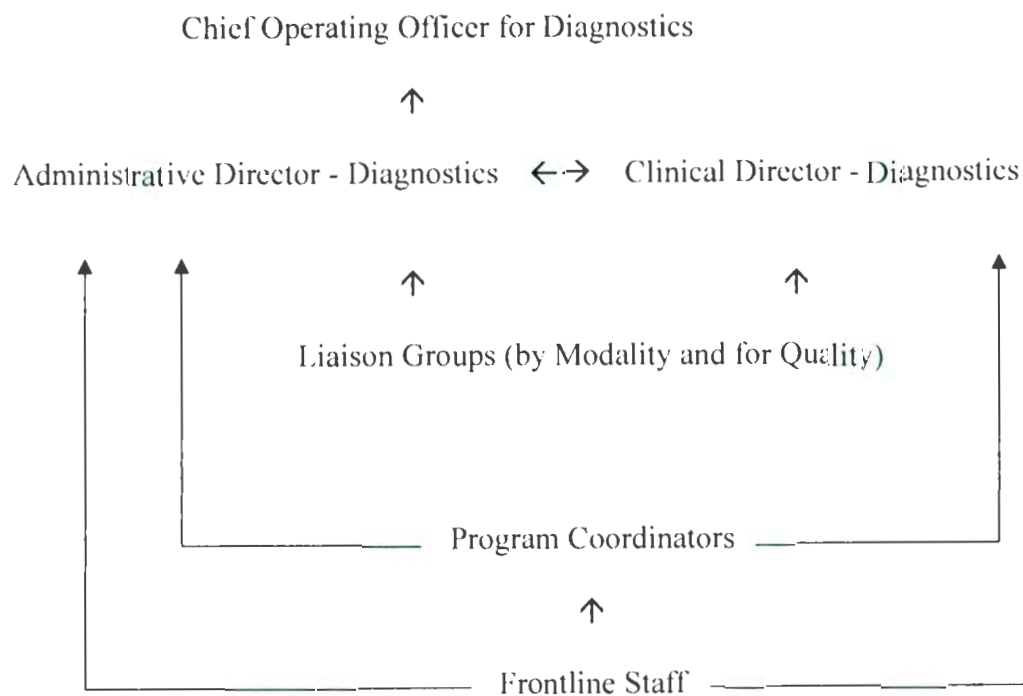 Chief Operating Officer for Diagnostics
Administrative Director - Diagnostics Clinical Director - Diagnostics
Liaison Groups (by Modality and for Quality)
Program Coordinators
Frontline Staff